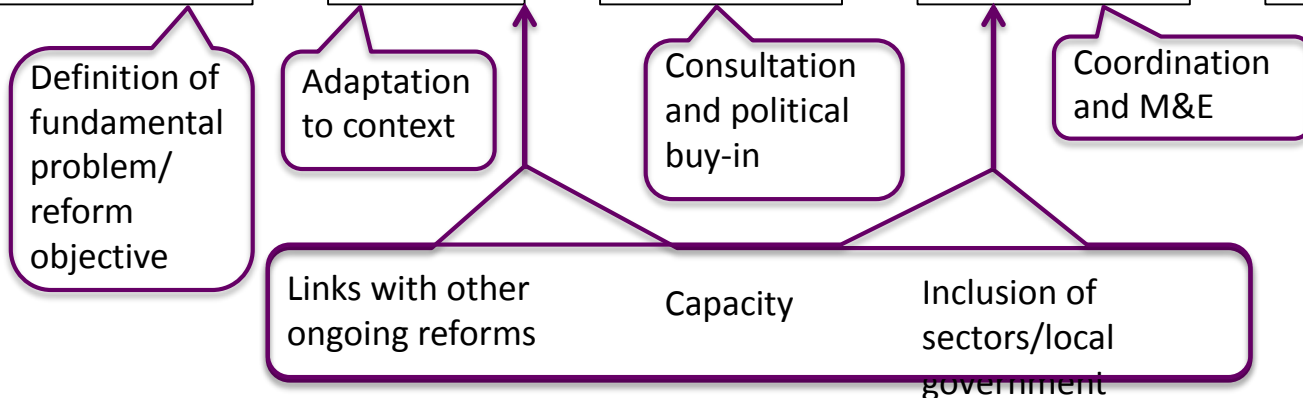 Definition of
fundamental
problem/
reform
objective
Adaptation
to context
Consultation
and political
buy-in
Coordination
and M&E
Links with other
ongoing reforms
Capacity
Inclusion of
sectors/local
government